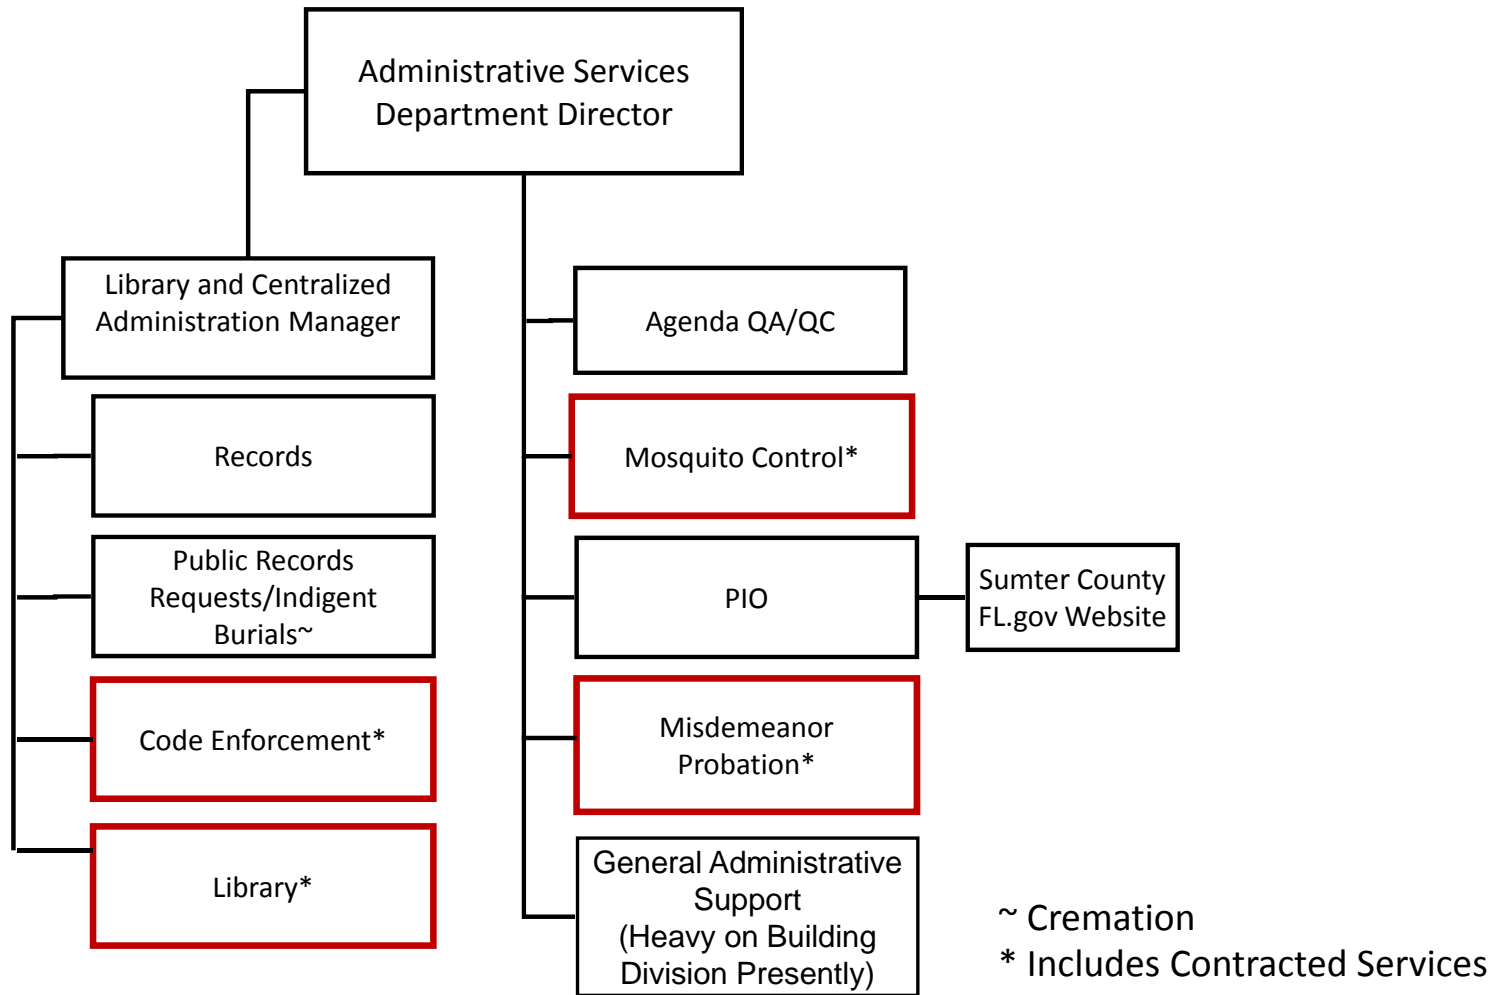 Administrative Services
Department Director
Library and Centralized
Administration Manager
Records
Public Records
Requests/Indigent
Burials~
Code Enforcement*
Library*
Agenda QA/QC
Mosquito Control*
PIO
Sumter County
FL.gov Website
Misdemeanor
Probation*
General Administrative
Support
(Heavy on Building
Division Presently)
~ Cremation
* Includes Contracted Services